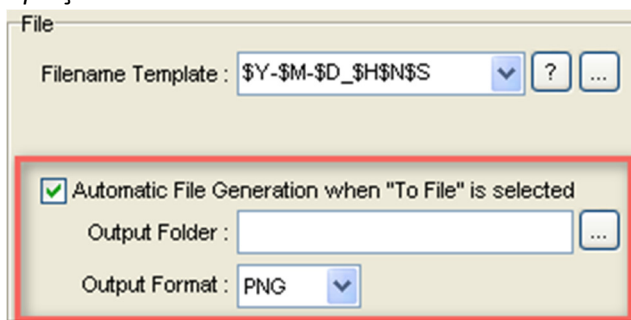 File
Filename Template : $Y-$M-$D_$H$N$S ? ...
Automatic File Generation when "To File" is selected
Output Folder : ...
Output Format : PNG